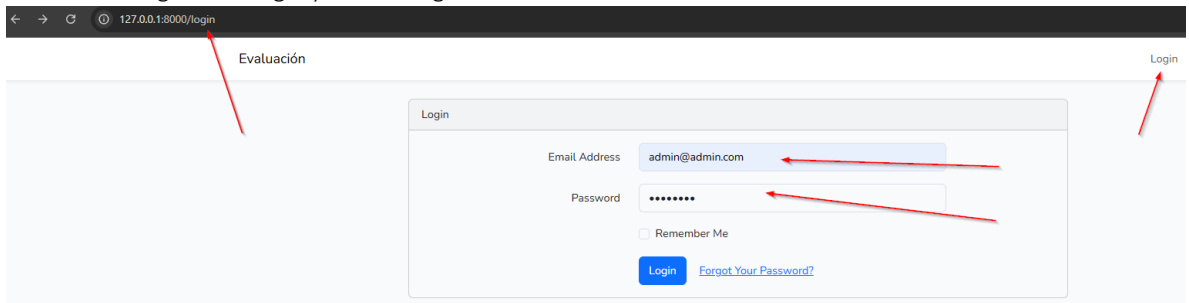 127.0.0.1:8000/login
Evaluación
Login
Login
Email Address admin@admin.com
Password ••••••••
Remember Me
Login Forgot Your Password?